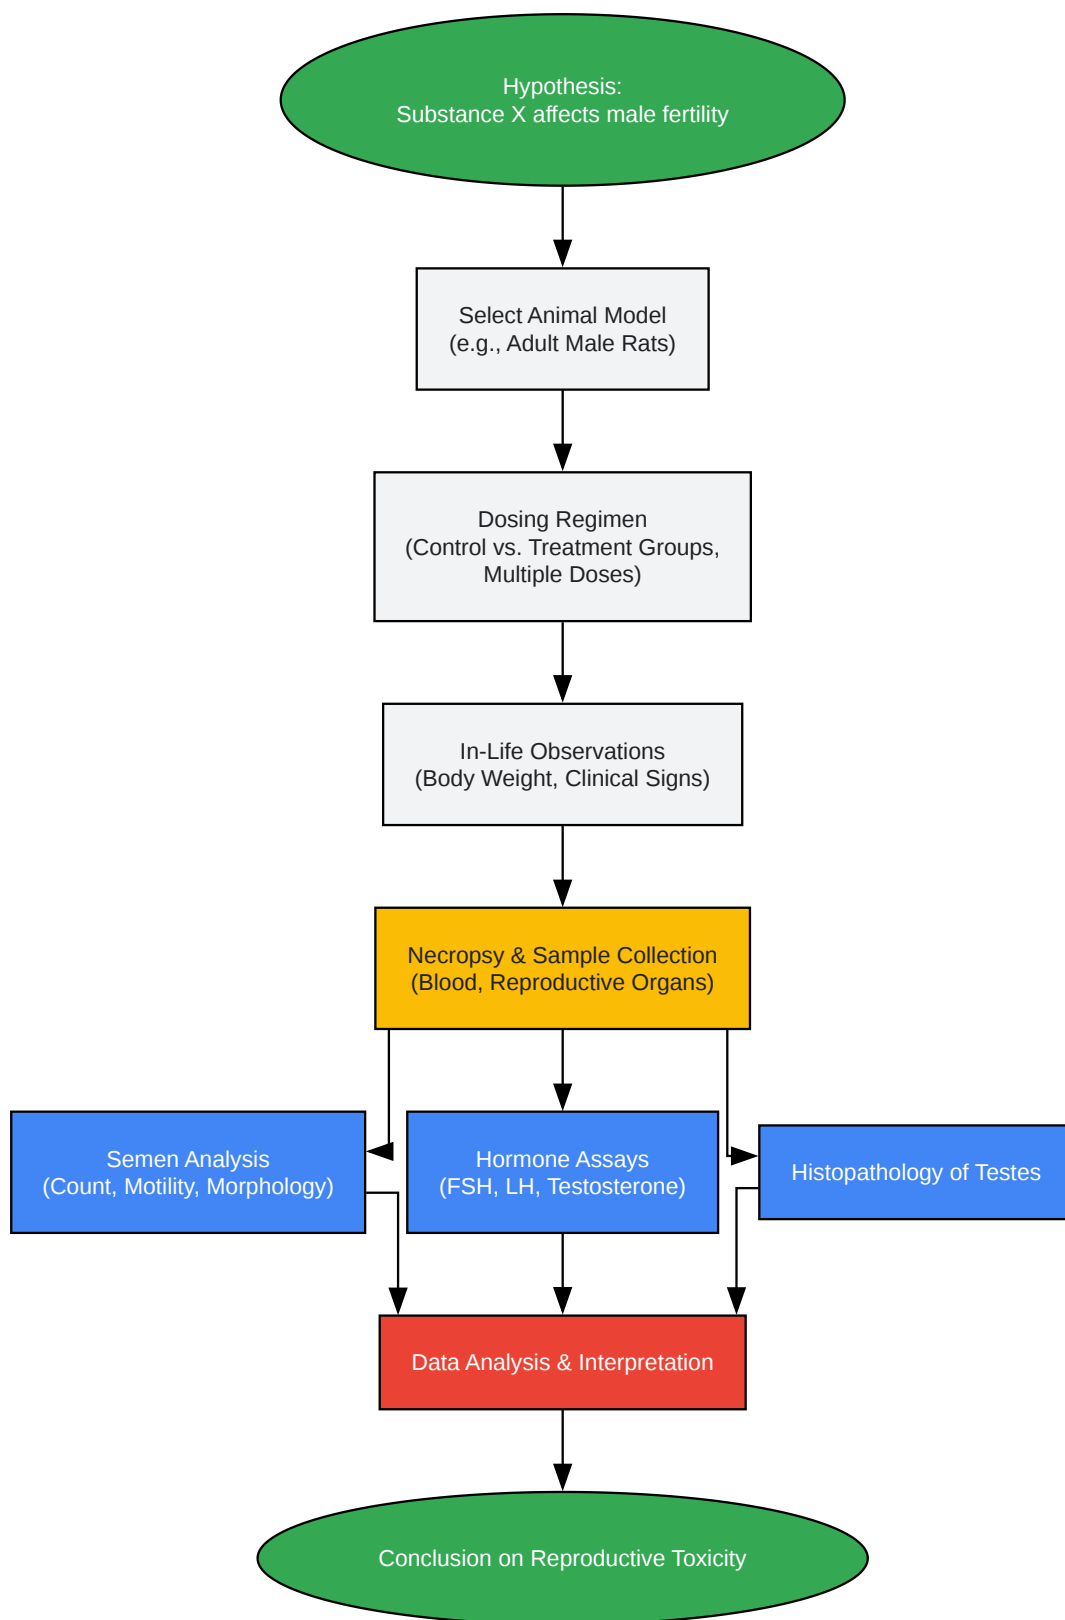 Hypothesis:
Substance X affects male fertility
Select Animal Model
(e.g., Adult Male Rats)
Dosing Regimen
(Control vs. Treatment Groups,
Multiple Doses)
In-Life Observations
(Body Weight, Clinical Signs)
Necropsy & Sample Collection
(Blood, Reproductive Organs)
Semen Analysis
(Count, Motility, Morphology)
Hormone Assays
(FSH, LH, Testosterone)
Histopathology of Testes
Data Analysis & Interpretation
Conclusion on Reproductive Toxicity